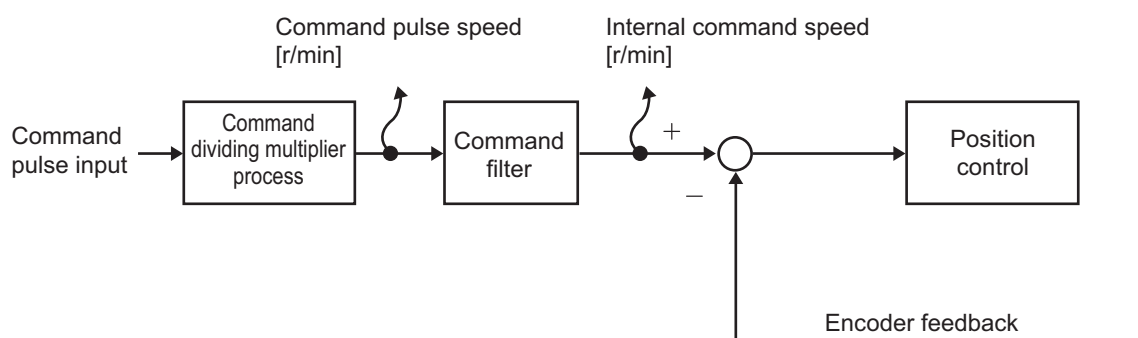 Command pulse speed
[r/min]
Internal command speed
[r/min]
Command
pulse input
Command
dividing multiplier
process
Command
filter
+
−
Position
control
Encoder feedback